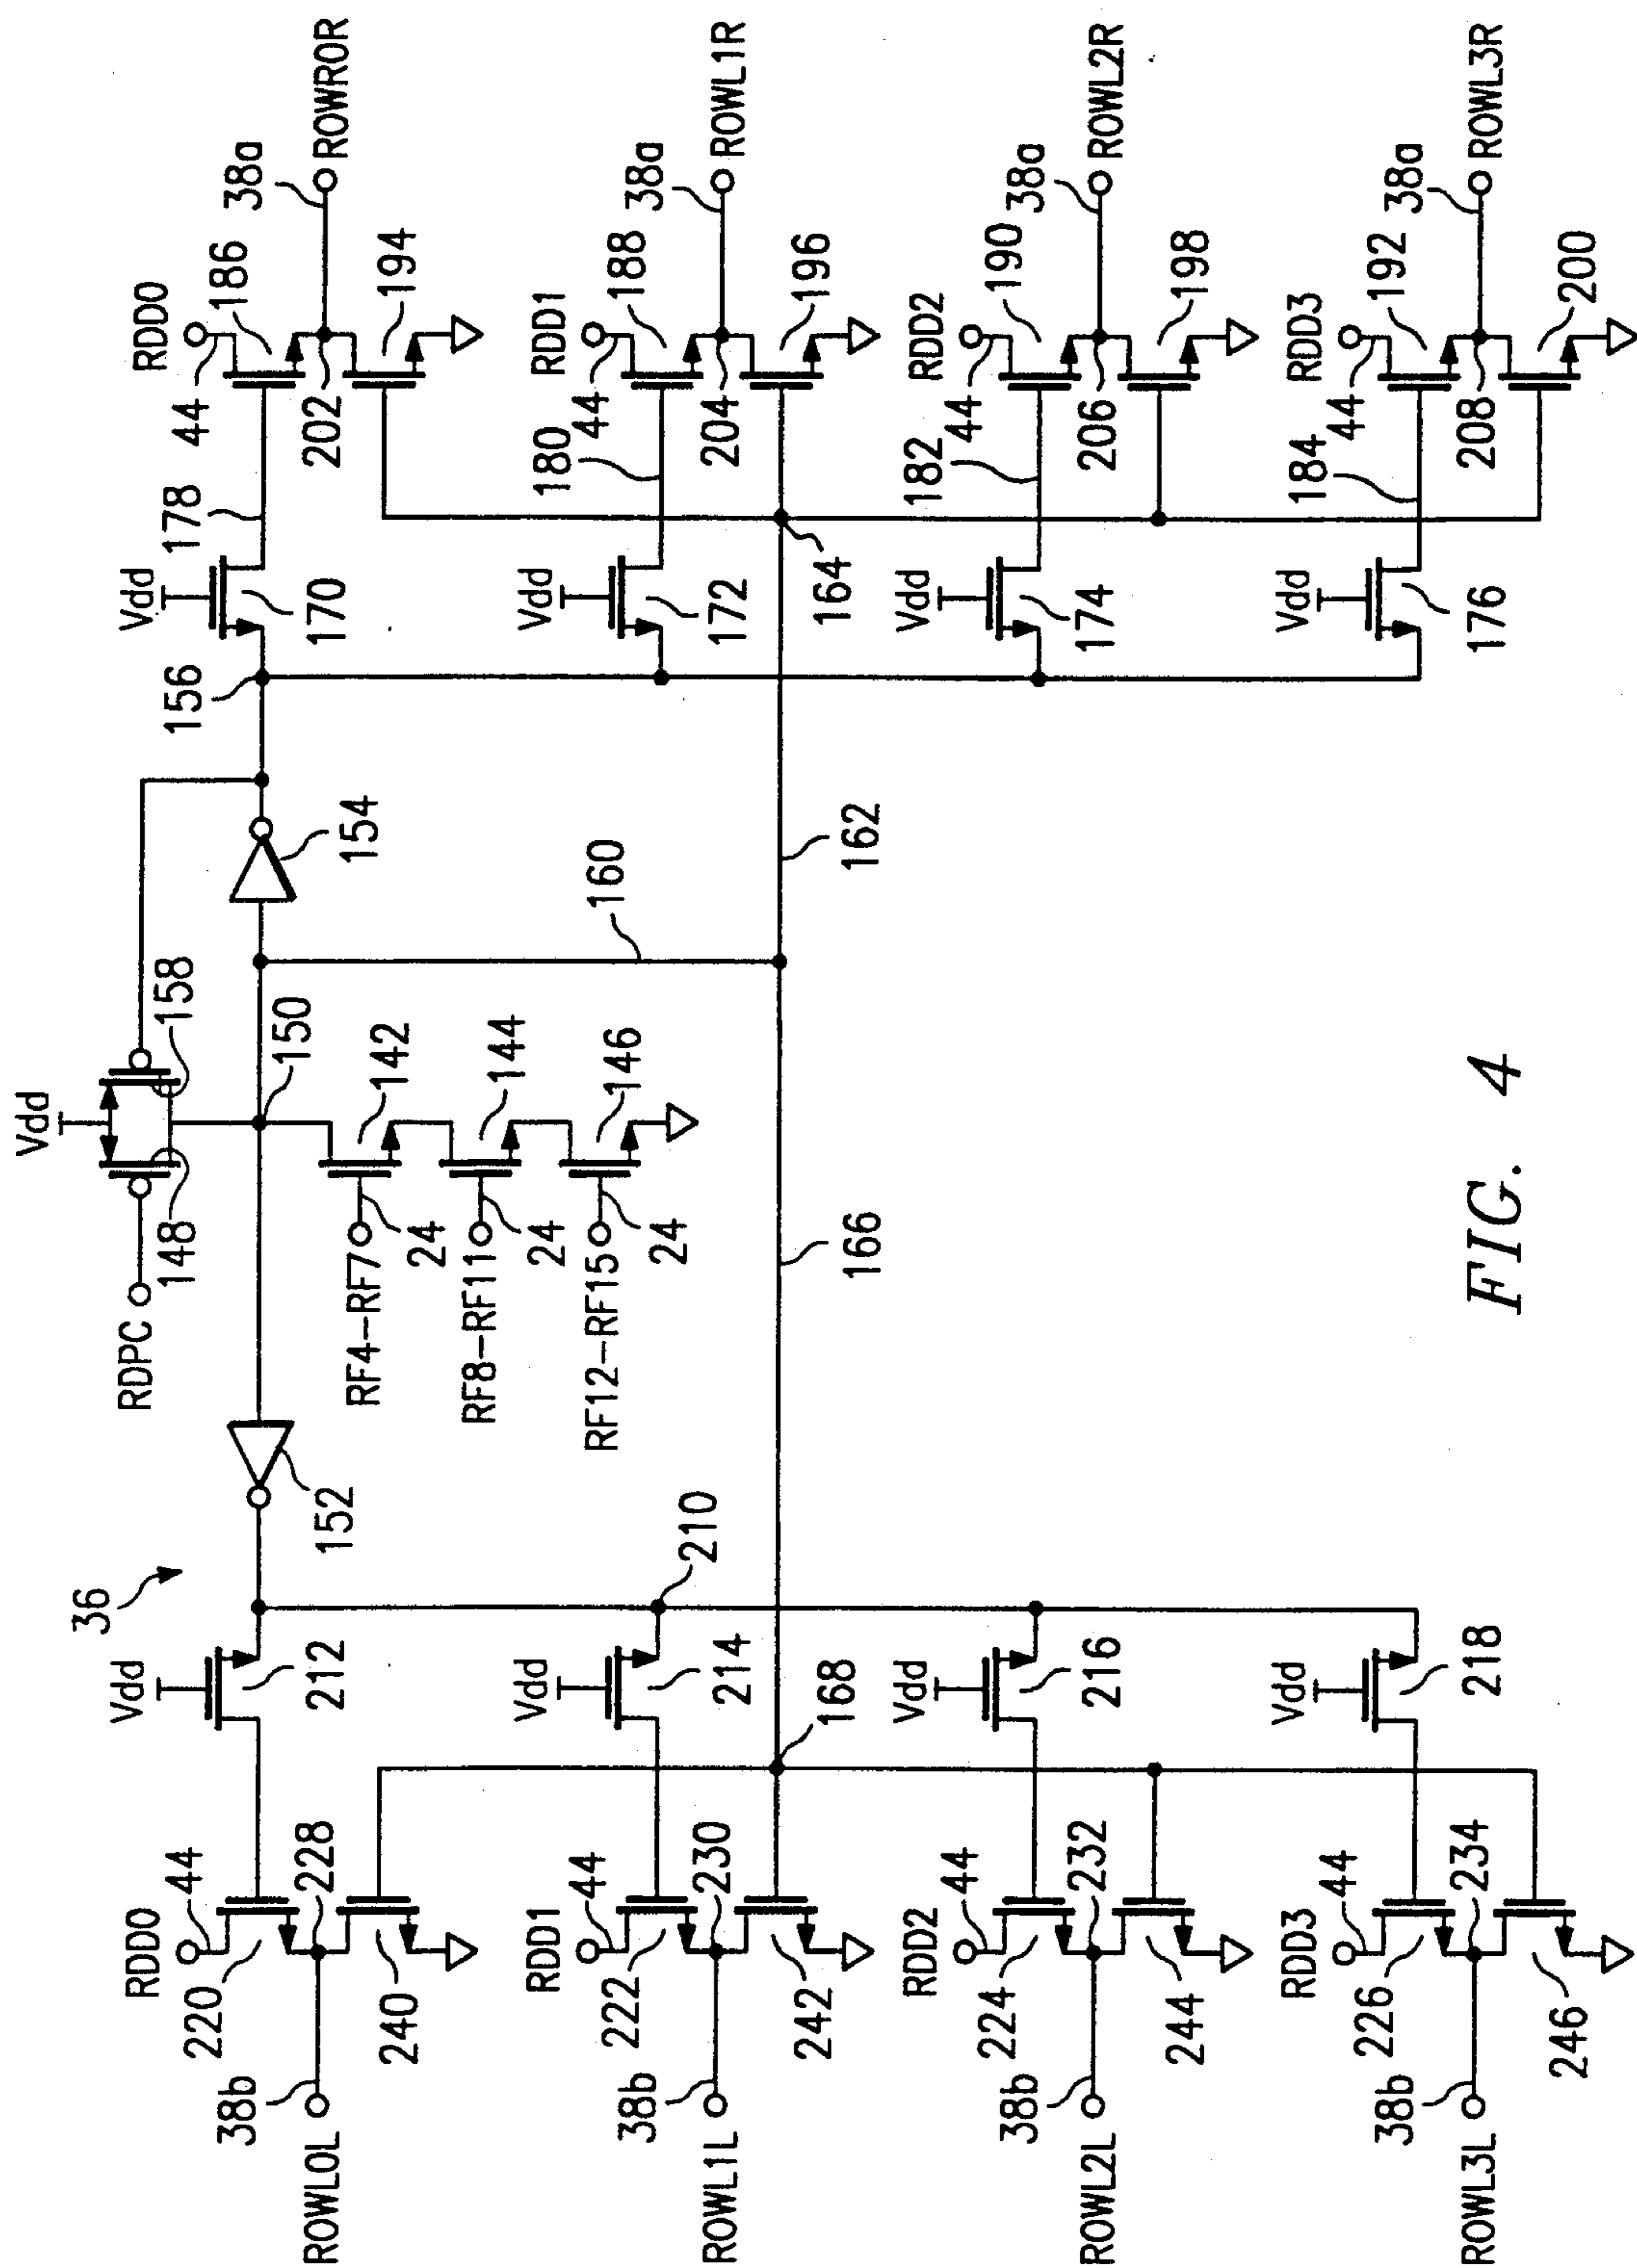 36
Vdd
RDPC
148
158
150
152
154
156
160
162
166
RF4-RF7
24
142
RF8-RF11
24
144
RF12-RF15
24
146
RDD0
44
220
228
240
38b
ROWL0L
Vdd
212
RDD1
44
222
230
242
38b
ROWL1L
Vdd
214
210
168
RDD2
44
224
232
244
38b
ROWL2L
Vdd
216
RDD3
44
226
234
246
38b
ROWL3L
Vdd
218
Vdd
170
178
RDD0
44
186
202
194
38a
ROWR0R
Vdd
172
180
RDD1
44
188
204
196
38a
ROWL1R
164
Vdd
174
182
RDD2
44
190
206
198
38a
ROWL2R
Vdd
176
184
RDD3
44
192
208
200
38a
ROWL3R
FIG. 4